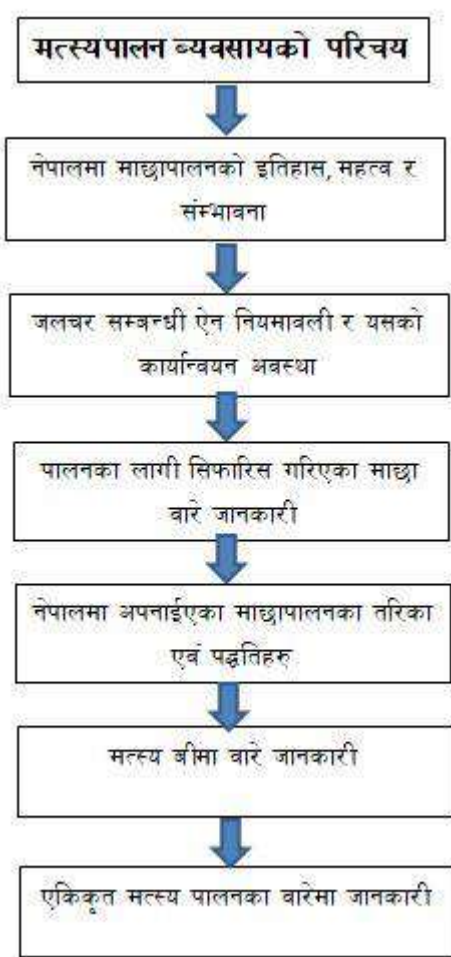 मत्स्यपालन ब्यवसायको परिचय
नेपालमा माछापालनको इतिहास, महत्व र
संम्भावना
जलचर सम्बन्धी ऐन नियमावली र यसको
कार्यान्वयन अवस्था
पालनका लागी सिफारिस गरिएका माछा
वारे जानकारी
नेपालमा अपनाईएका माछापालनका तरिका
एवं पद्धतिहरु
मत्स्य बीमा वारे जानकारी
एकिकृत मत्स्य पालनका वारेमा जानकारी